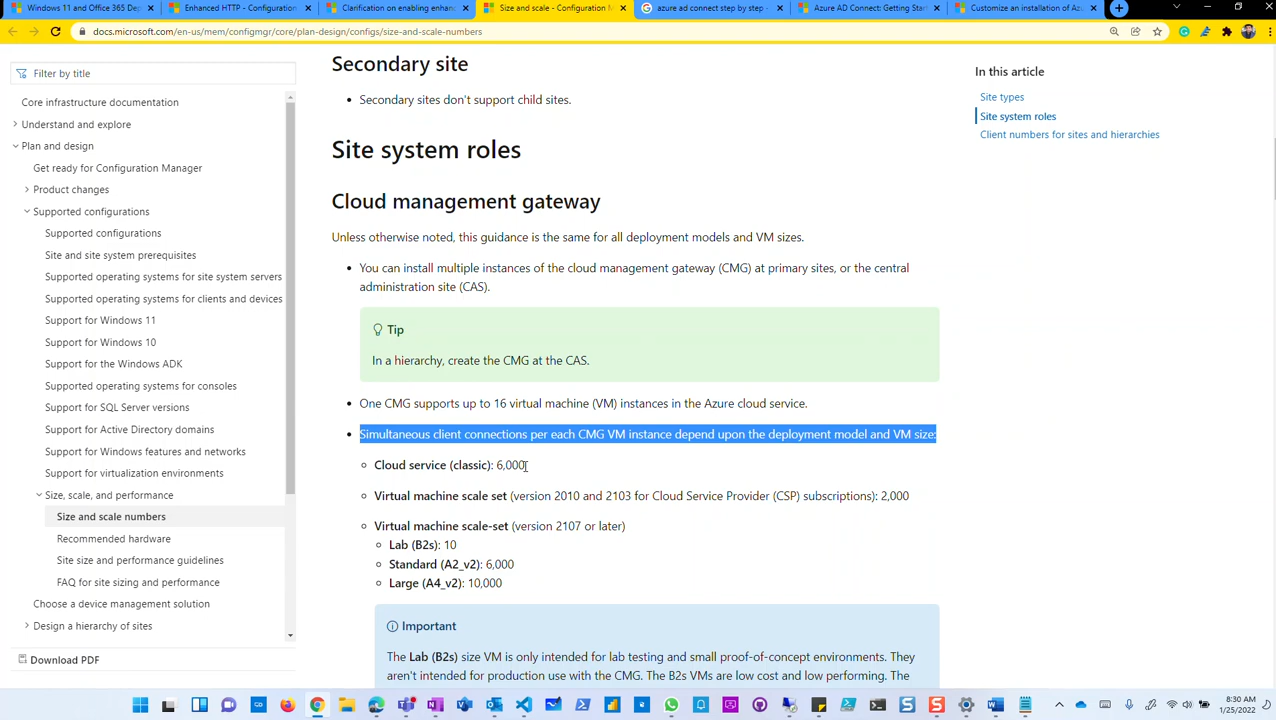 Windows 11 and Office 365 Dep
Enhanced HTTP - Configuration
Clarification on enabling enhanc
Size and scale - Configuration M
azure ad connect step by step -
Azure AD Connect: Getting Start
Customize an installation of Azu
docs.microsoft.com/en-us/mem/configmgr/core/plan-design/configs/size-and-scale-numbers
Filter by title
Core infrastructure documentation
Understand and explore
Plan and design
Get ready for Configuration Manager
Product changes
Supported configurations
Supported configurations
Site and site system prerequisites
Supported operating systems for site system servers
Supported operating systems for clients and devices
Support for Windows 11
Support for Windows 10
Support for the Windows ADK
Supported operating systems for consoles
Support for SQL Server versions
Support for Active Directory domains
Support for Windows features and networks
Support for virtualization environments
Size, scale, and performance
Size and scale numbers
Recommended hardware
Site size and performance guidelines
FAQ for site sizing and performance
Choose a device management solution
Design a hierarchy of sites
Download PDF
Secondary site
Secondary sites don't support child sites.
Site system roles
Cloud management gateway
Unless otherwise noted, this guidance is the same for all deployment models and VM sizes.
You can install multiple instances of the cloud management gateway (CMG) at primary sites, or the central
administration site (CAS).
Tip
In a hierarchy, create the CMG at the CAS.
One CMG supports up to 16 virtual machine (VM) instances in the Azure cloud service.
Simultaneous client connections per each CMG VM instance depend upon the deployment model and VM size:
Cloud service (classic): 6,000
Virtual machine scale set (version 2010 and 2103 for Cloud Service Provider (CSP) subscriptions): 2,000
Virtual machine scale-set (version 2107 or later)
Lab (B2s): 10
Standard (A2_v2): 6,000
Large (A4_v2): 10,000
Important
The Lab (B2s) size VM is only intended for lab testing and small proof-of-concept environments. They
aren't intended for production use with the CMG. The B2s VMs are low cost and low performing. The
In this article
Site types
Site system roles
Client numbers for sites and hierarchies
8:30 AM
1/25/2022